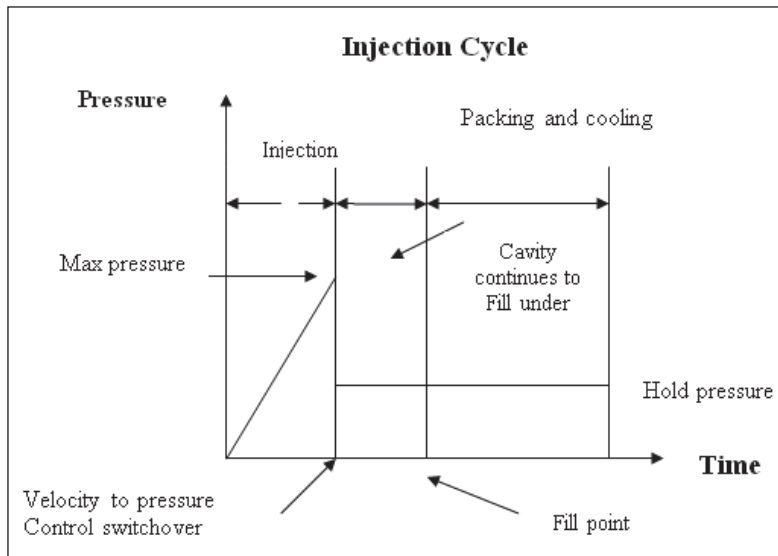 Injection Cycle
Pressure
Packing and cooling
Injection
Max pressure
Cavity
continues to
Fill under
Hold pressure
Time
Velocity to pressure
Control switchover
Fill point